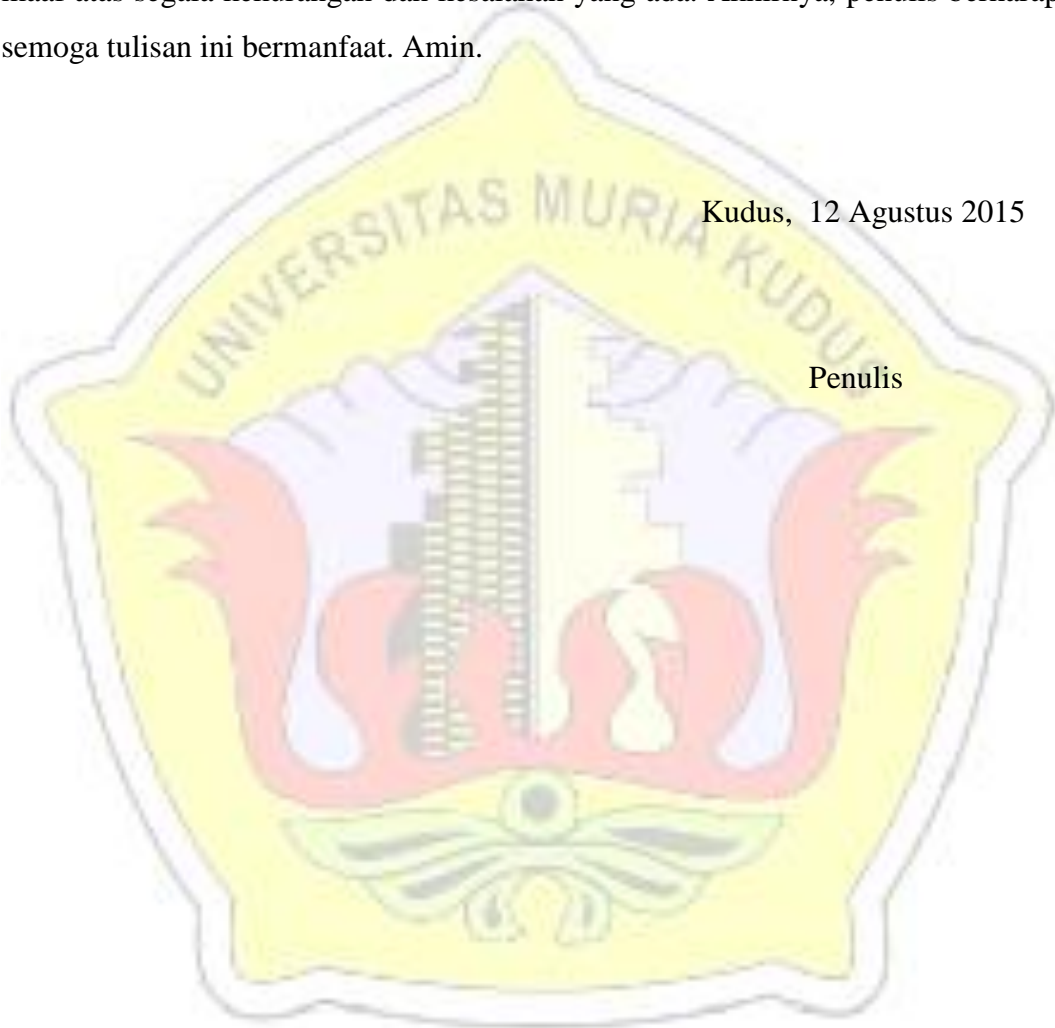 maaf atas segala kekurangan dan kesalahan yang ada. Akhirnya, penulis berharap
semoga tulisan ini bermanfaat. Amin.
UNIVERSITAS MURIA KUDUS
Kudus, 12 Agustus 2015
Penulis